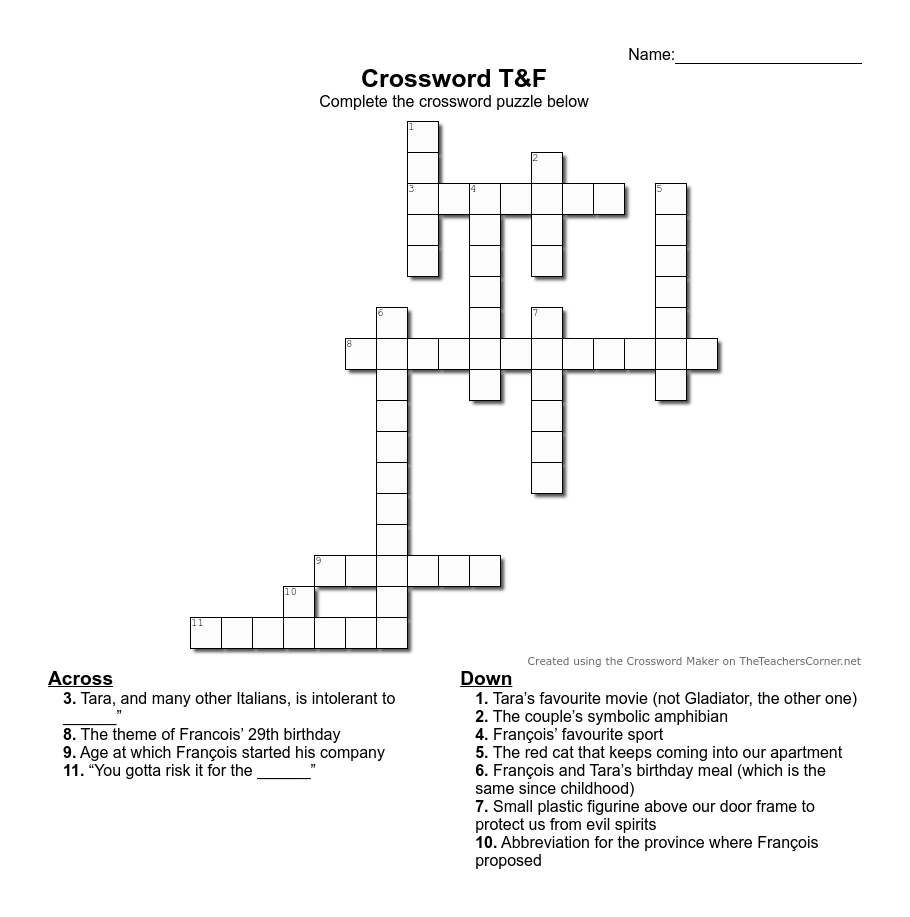 Name:
Crossword T&F
Complete the crossword puzzle below
1
2
3 4 5
6 7
8
9
10
11
Created using the Crossword Maker on TheTeachersCorner.net
Across
3. Tara, and many other Italians, is intolerant to
______”
8. The theme of Francois’ 29th birthday
9. Age at which François started his company
11. “You gotta risk it for the ______”
Down
1. Tara’s favourite movie (not Gladiator, the other one)
2. The couple’s symbolic amphibian
4. François’ favourite sport
5. The red cat that keeps coming into our apartment
6. François and Tara’s birthday meal (which is the
same since childhood)
7. Small plastic figurine above our door frame to
protect us from evil spirits
10. Abbreviation for the province where François
proposed